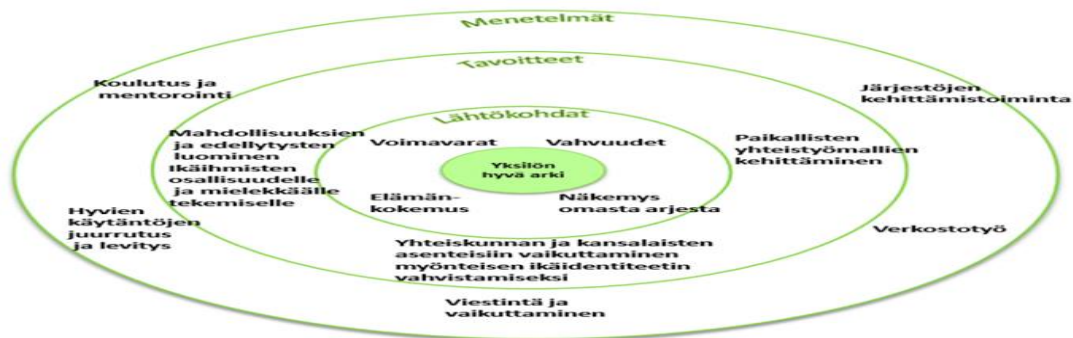 Menetelmät
Koulutus ja
mentorointi
Järjestöjen
kehittämistoiminta
Tavoitteet
Mahdollisuuksien
ja edellytysten
luominen
Ikäihmisten
osallisuudelle
ja mielekkäälle
tekemiselle
Lähtökohdat
Voimavarat
Vahvuudet
Yksilön
hyvä arki
Elämän-
kokemus
Näkemys
omasta arjesta
Paikallisten
yhteistyömallien
kehittäminen
Hyvien
käytäntöjen
juurrutus
ja levitys
Yhteiskunnan ja kansalaisten
asenteisiin vaikuttaminen
myönteisen ikäidentiteetin
vahvistamiseksi
Verkostotyö
Viestintä ja
vaikuttaminen